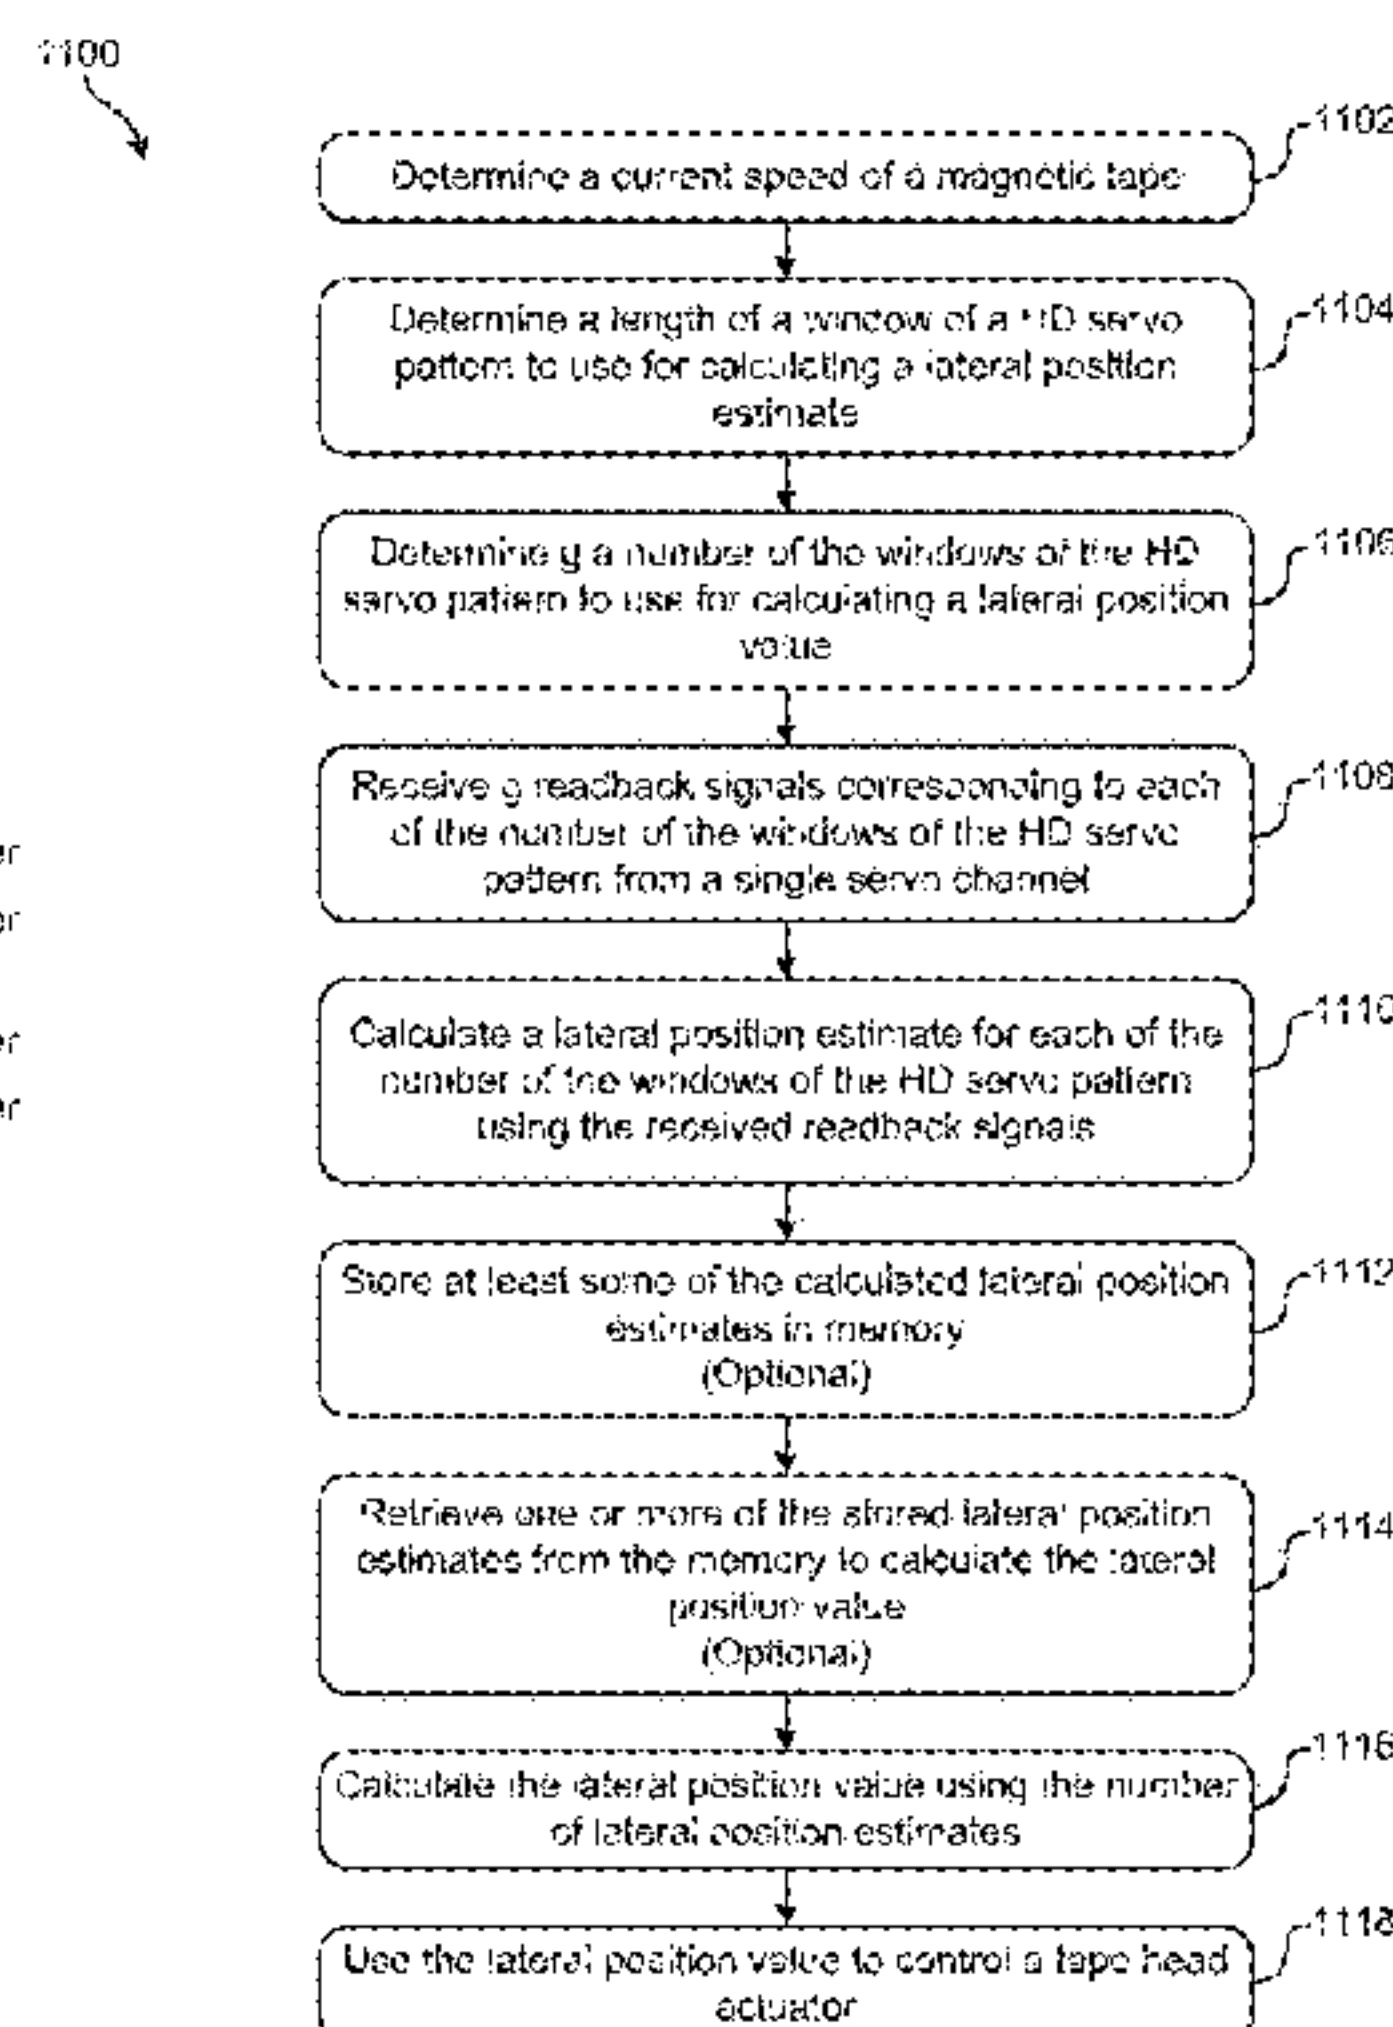 1100
1102
Determine a current speed of a magnetic tape
1104
Determine a length of a window of a HD servo
pattern to use for calculating a lateral position
estimate
1106
Determine g a number of the windows of the HD
servo pattern to use for calculating a lateral position
value
1108
Receive g readback signals corresponding to each
of the number of the windows of the HD servo
pattern from a single servo channel
1110
Calculate a lateral position estimate for each of the
number of the windows of the HD servo pattern
using the received readback signals
1112
Store at least some of the calculated lateral position
estimates in memory
(Optional)
1114
Retrieve one or more of the stored lateral position
estimates from the memory to calculate the lateral
position value
(Optional)
1116
Calculate the lateral position value using the number
of lateral position estimates
1118
Use the lateral position value to control a tape head
actuator